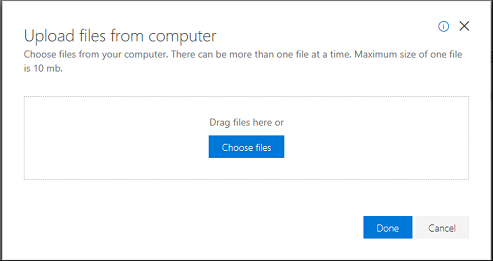 Upload files from computer
Choose files from your computer. There can be more than one file at a time. Maximum size of one file
is 10 mb.
Drag files here or
Choose files
Done
Cancel